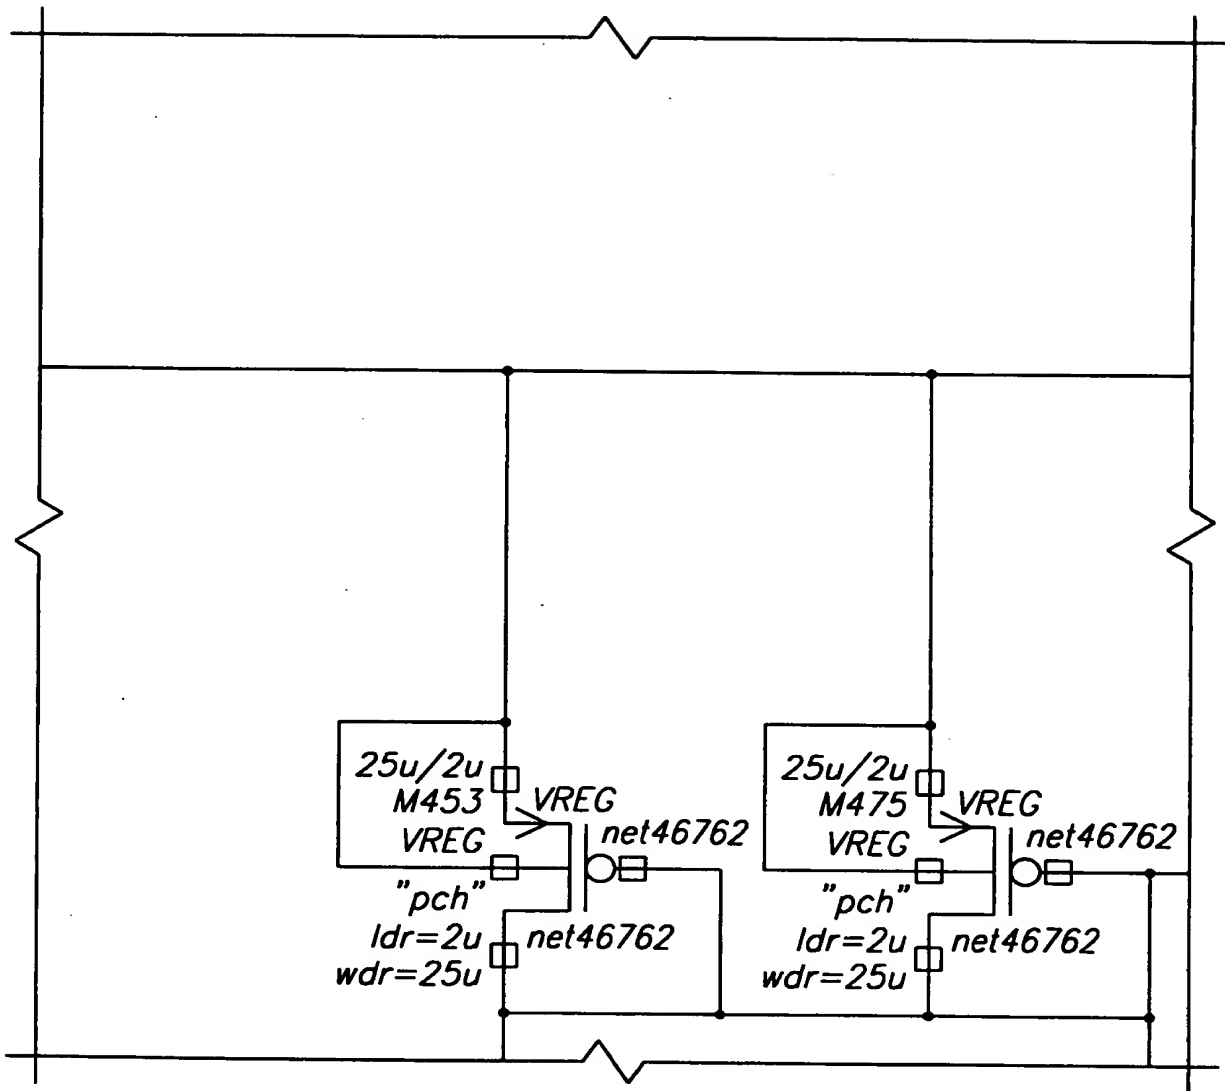 25u/2u
M453
VREG
VREG
net46762
"pch"
ldr=2u
net46762
wdr=25u
25u/2u
M475
VREG
VREG
net46762
"pch"
ldr=2u
net46762
wdr=25u